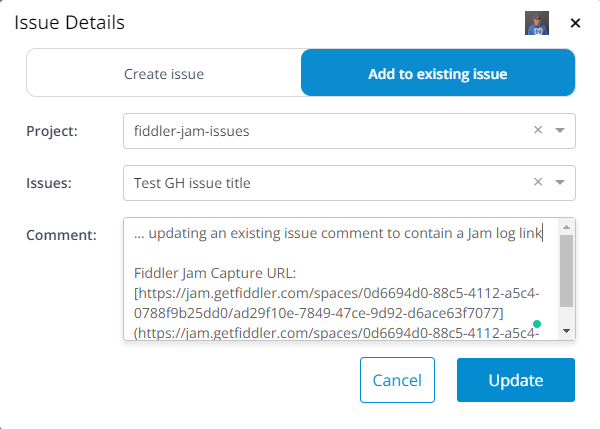 Issue Details
Create issue
Add to existing issue
Project:
fiddler-jam-issues
Issues:
Test GH issue title
Comment:
... updating an existing issue comment to contain a Jam log link
Fiddler Jam Capture URL:
[https://jam.getfiddler.com/spaces/0d6694d0-88c5-4112-a5c4-
0788f9b25dd0/ad29f10e-7849-47ce-9d92-d6ace63f7077]
(https://jam.getfiddler.com/spaces/0d6694d0-88c5-4112-a5c4-
Cancel
Update